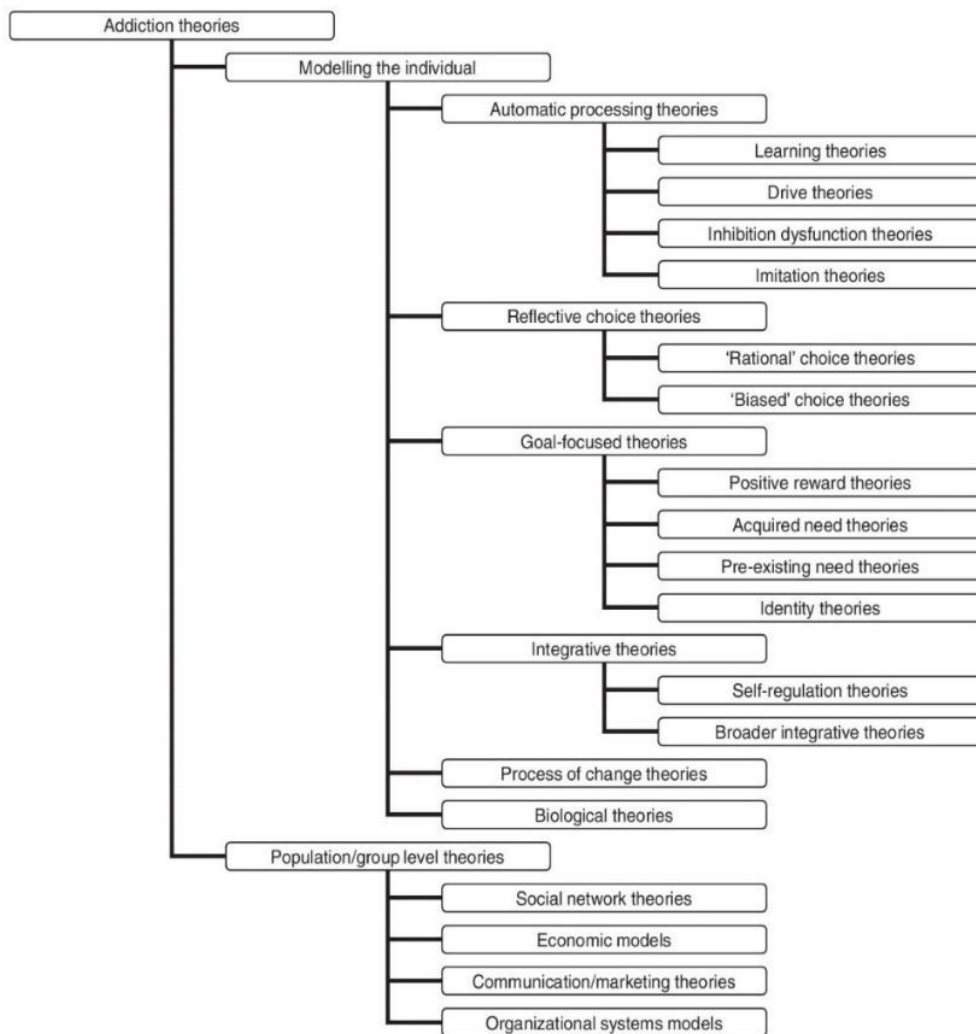 Addiction theories
Modelling the individual
Automatic processing theories
Learning theories
Drive theories
Inhibition dysfunction theories
Imitation theories
Reflective choice theories
‘Rational’ choice theories
‘Biased’ choice theories
Goal-focused theories
Positive reward theories
Acquired need theories
Pre-existing need theories
Identity theories
Integrative theories
Self-regulation theories
Broader integrative theories
Process of change theories
Biological theories
Population/group level theories
Social network theories
Economic models
Communication/marketing theories
Organizational systems models